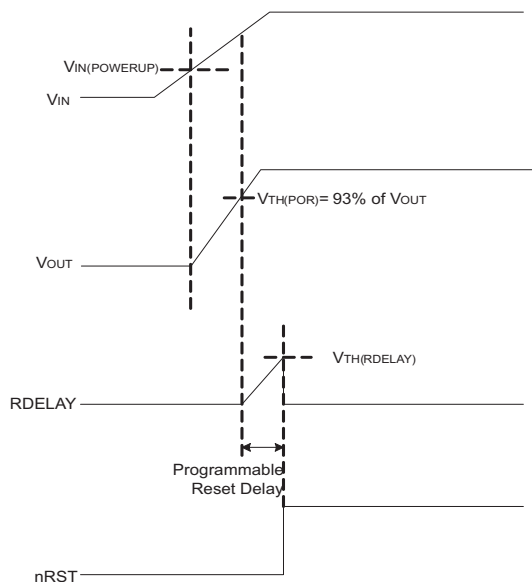 VIN(POWERUP)
VIN
VTH(POR)= 93% of VOUT
VOUT
VTH(RDELAY)
RDELAY
Programmable
Reset Delay
nRST